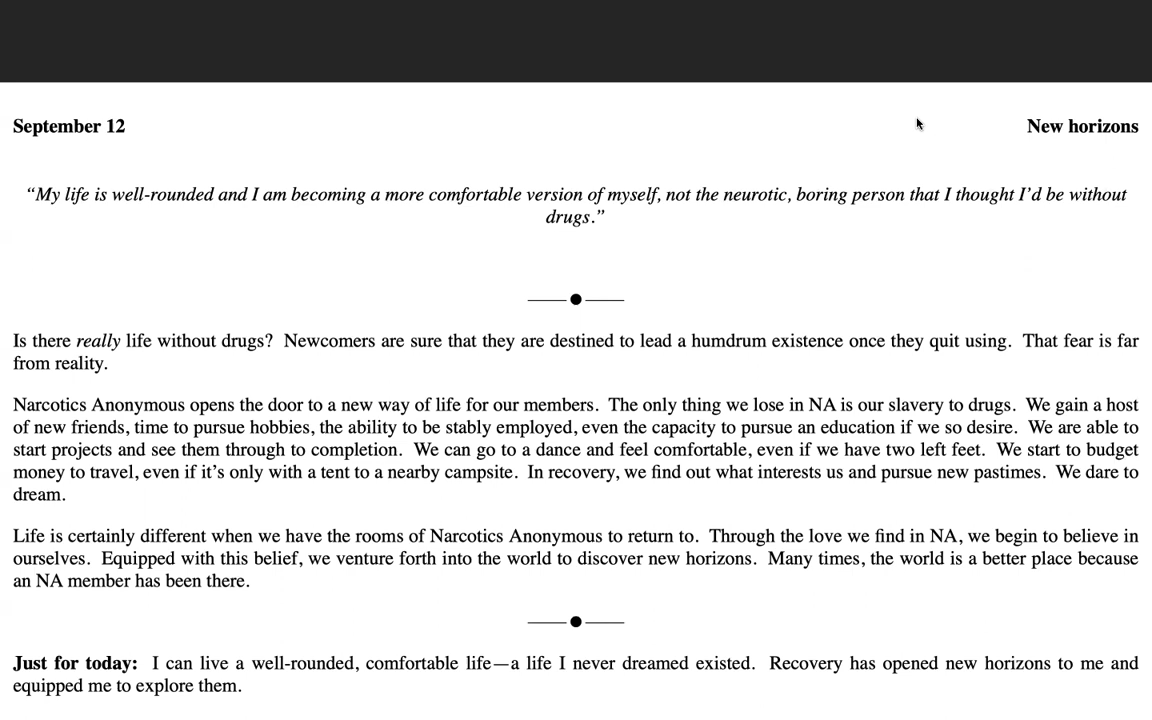 September 12 New horizons
“My life is well-rounded and I am becoming a more comfortable version of myself, not the neurotic, boring person that I thought I’d be without
drugs.”
Is there really life without drugs? Newcomers are sure that they are destined to lead a humdrum existence once they quit using. That fear is far
from reality.
Narcotics Anonymous opens the door to a new way of life for our members. The only thing we lose in NA is our slavery to drugs. We gain a host
of new friends, time to pursue hobbies, the ability to be stably employed, even the capacity to pursue an education if we so desire. We are able to
start projects and see them through to completion. We can go to a dance and feel comfortable, even if we have two left feet. We start to budget
money to travel, even if it’s only with a tent to a nearby campsite. In recovery, we find out what interests us and pursue new pastimes. We dare to
dream.
Life is certainly different when we have the rooms of Narcotics Anonymous to return to. Through the love we find in NA, we begin to believe in
ourselves. Equipped with this belief, we venture forth into the world to discover new horizons. Many times, the world is a better place because
an NA member has been there.
Just for today: I can live a well-rounded, comfortable life—a life I never dreamed existed. Recovery has opened new horizons to me and
equipped me to explore them.